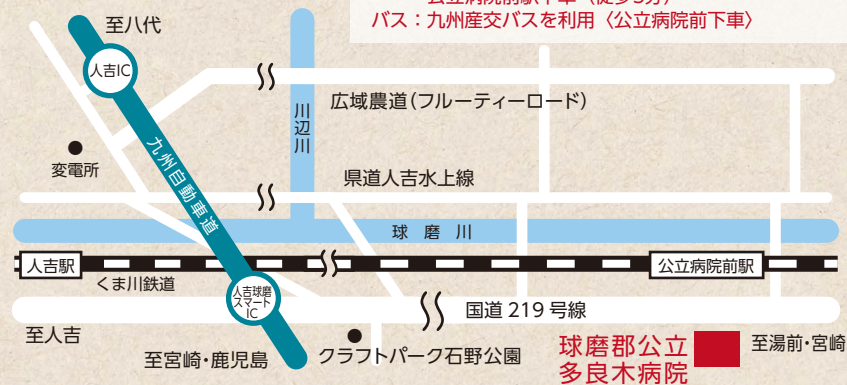 バス：九州産交バスを利用〈公立病院前下車〉
至八代
人吉IC
広域農道(フルーティーロード)
川辺川
変電所
九州自動車道
県道人吉水上線
球磨川
人吉駅
公立病院前駅
くま川鉄道
人吉球磨
スマート
IC
国道219号線
至人吉
至宮崎・鹿児島
クラフトパーク石野公園
球磨郡公立
多良木病院
至湯前・宮崎